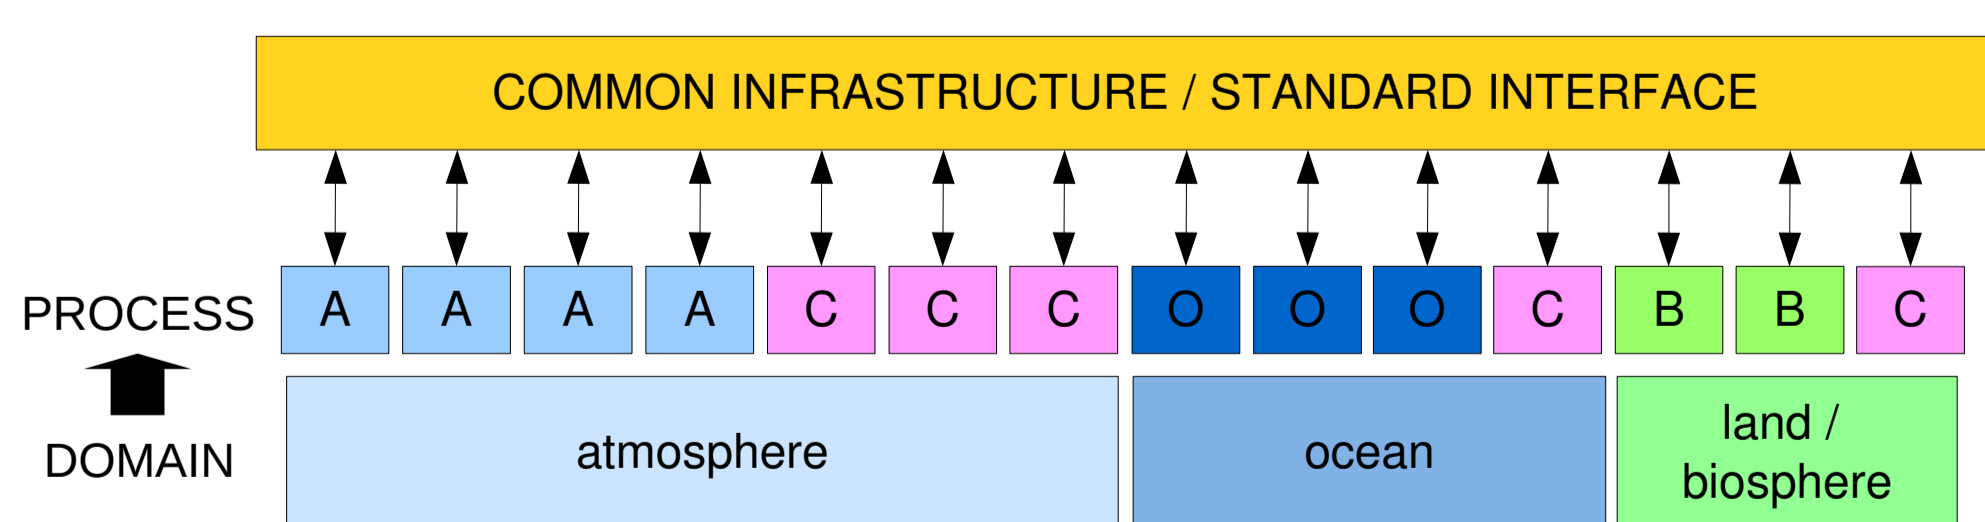 COMMON INFRASTRUCTURE / STANDARD INTERFACE
PROCESS A A A A C C C O O O C B B C
DOMAIN
atmosphere
ocean
land /
biosphere